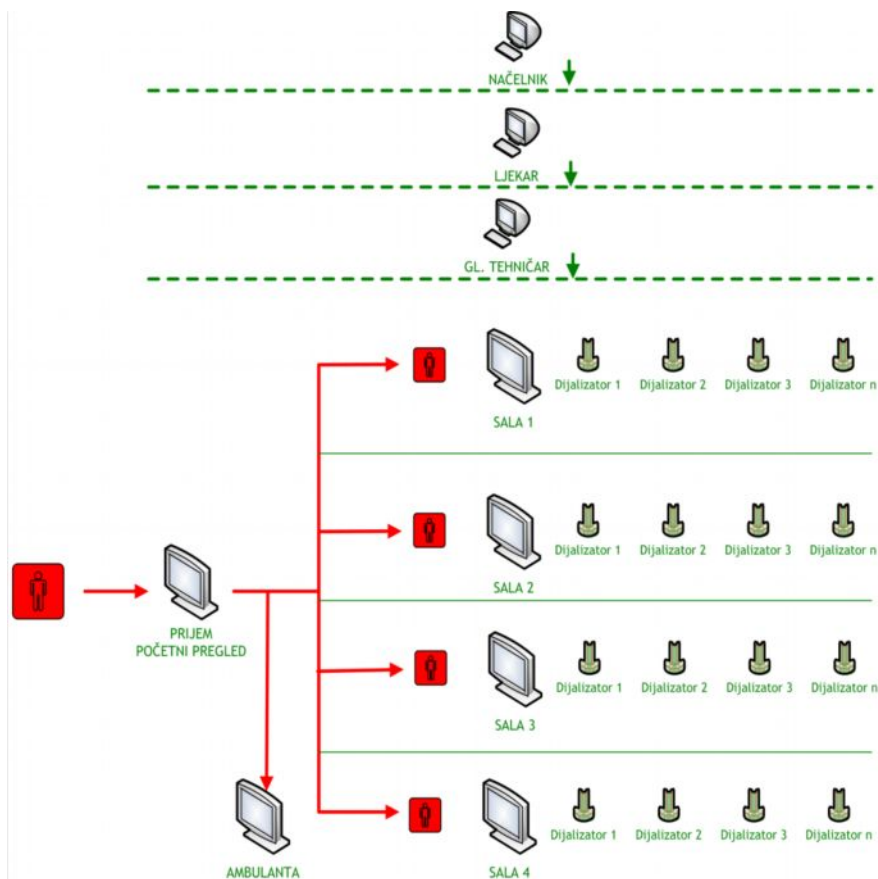 NAČELNIK
LJEKAR
GL. TEHNIČAR
Dijalizator 1 Dijalizator 2 Dijalizator 3 Dijalizator n
SALA 1
Dijalizator 1 Dijalizator 2 Dijalizator 3 Dijalizator n
SALA 2
PRIJEM
POČETNI PREGLED
Dijalizator 1 Dijalizator 2 Dijalizator 3 Dijalizator n
SALA 3
Dijalizator 1 Dijalizator 2 Dijalizator 3 Dijalizator n
AMBULANTA
SALA 4